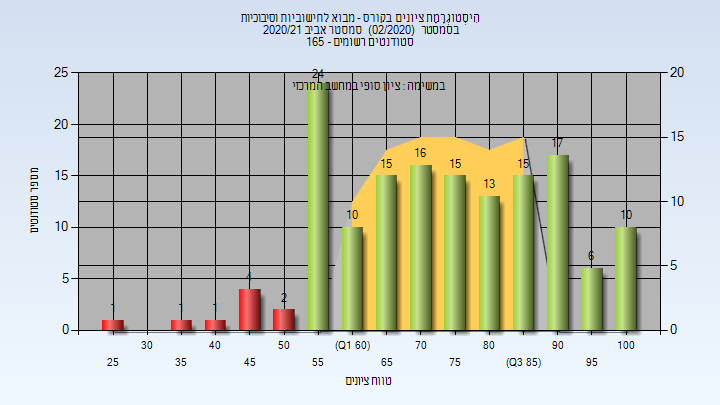 היסטוגרמת ציונים בקורס - מבוא לחישוביות וסיבוכיות
בסמסטר (02/2020) סמסטר אביב 2020/21
סטודנטים רשומים - 165
במשימה : ציון סופי במחשב המרכזי
25 20
20 15
15 10
10 5
5 0
0
מספר סטודנטים
1 1 1 4 2 24 10 15 16 15 13 15 17 6 10
30 40 50 (Q1 60) 70 80 90 100
25 35 45 55 65 75 (Q3 85) 95
טווח ציונים